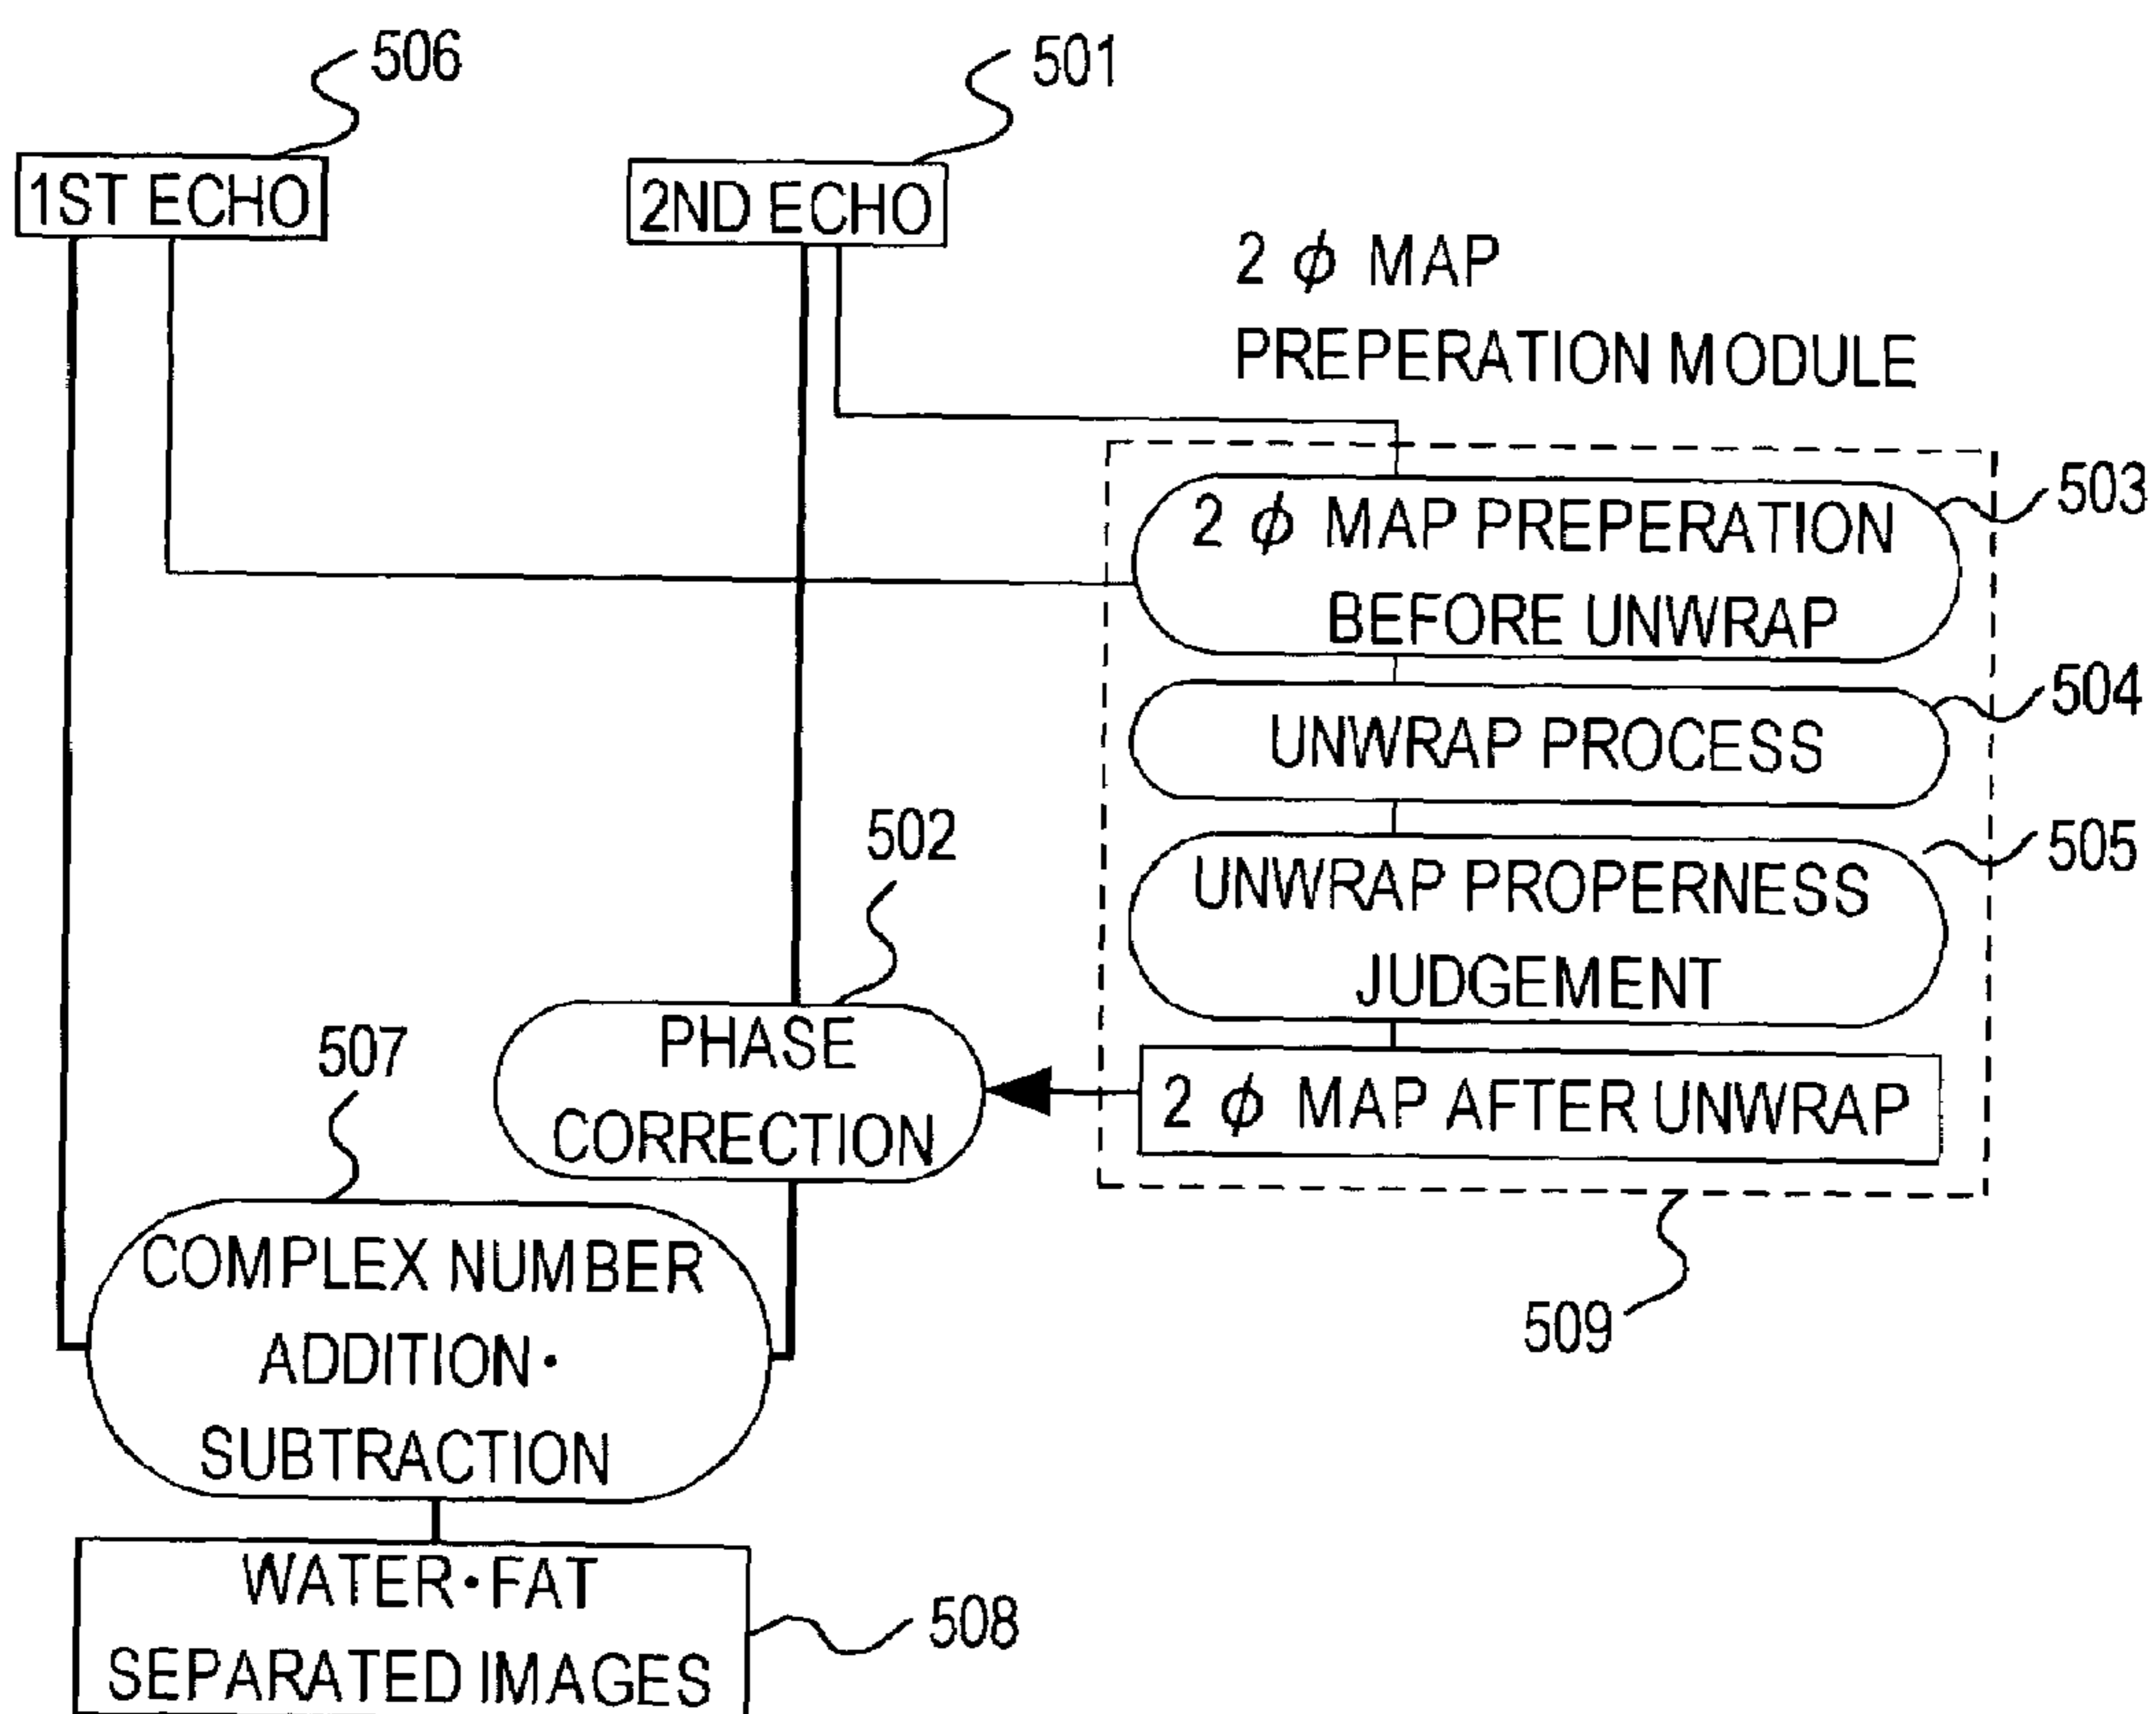 506
501
1ST ECHO
2ND ECHO
2 ϕ MAP
PREPERATION MODULE
503
2 ϕ MAP PREPERATION
BEFORE UNWRAP
504
UNWRAP PROCESS
505
UNWRAP PROPERNESS
JUDGEMENT
502
PHASE
CORRECTION
2 ϕ MAP AFTER UNWRAP
507
COMPLEX NUMBER
ADDITION・
SUBTRACTION
509
WATER・FAT
SEPARATED IMAGES
508